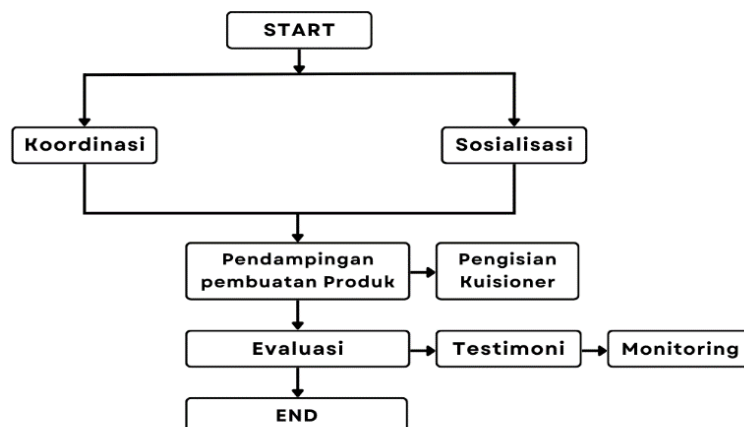 START
Koordinasi
Sosialisasi
Pendampingan
pembuatan Produk
Pengisian
Kuisioner
Evaluasi
Testimoni
Monitoring
END